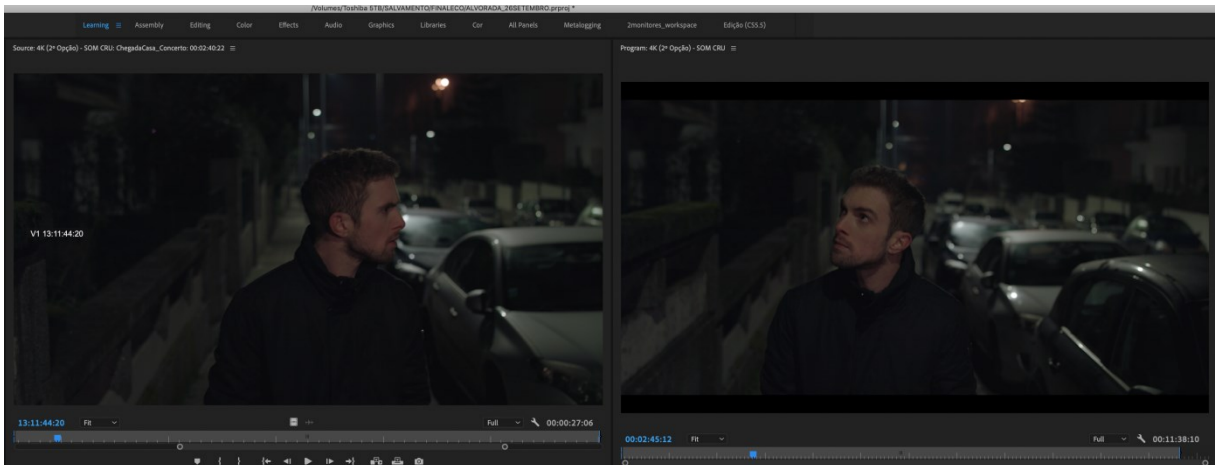 /Volumes/Toshiba 5TB/SALVAMENTO/FINALECO/ALVORADA_26SETEMBRO.prproj *
Learning Assembly Editing Color Effects Audio Graphics Libraries Cor All Panels Metalogging 2monitores_workspace Edição (CS5.5)
Source: 4K (2ª Opção) - SOM CRU: ChegadaCasa_Concerto: 00:02:40:22
Program: 4K (2ª Opção) - SOM CRU
V1 13:11:44:20
13:11:44:20 Fit Full 00:00:27:06
00:02:45:12 Fit Full 00:11:38:10